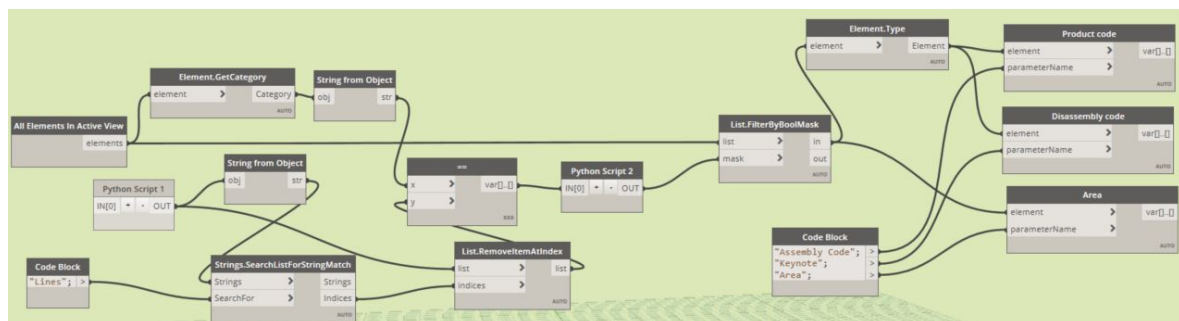 Element.Type
element > Element
AUTO
Product code
element > var[]..[]
parameterName >
AUTO
Element.GetCategory
element > Category
AUTO
String from Object
obj str
All Elements In Active View
elements
List.FilterByBoolMask
list > in
mask > out
AUTO
Disassembly code
element > var[]..[]
parameterName >
AUTO
String from Object
obj str
Python Script 1
IN[0] + - OUT
==
x > var[]..[]
y >
Python Script 2
IN[0] + - OUT
Area
element > var[]..[]
parameterName >
AUTO
Code Block
"Assembly Code"; >
"Keynote"; >
"Area"; >
Code Block
"Lines"; >
Strings.SearchListForStringMatch
Strings > Strings
SearchFor > Indices
AUTO
List.RemoveItemAtIndex
list > list
indices >
AUTO